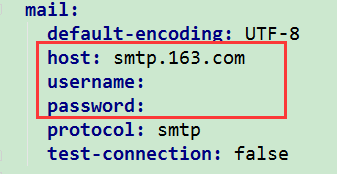 mail:
default-encoding: UTF-8
host: smtp.163.com
username:
password:
protocol: smtp
test-connection: false